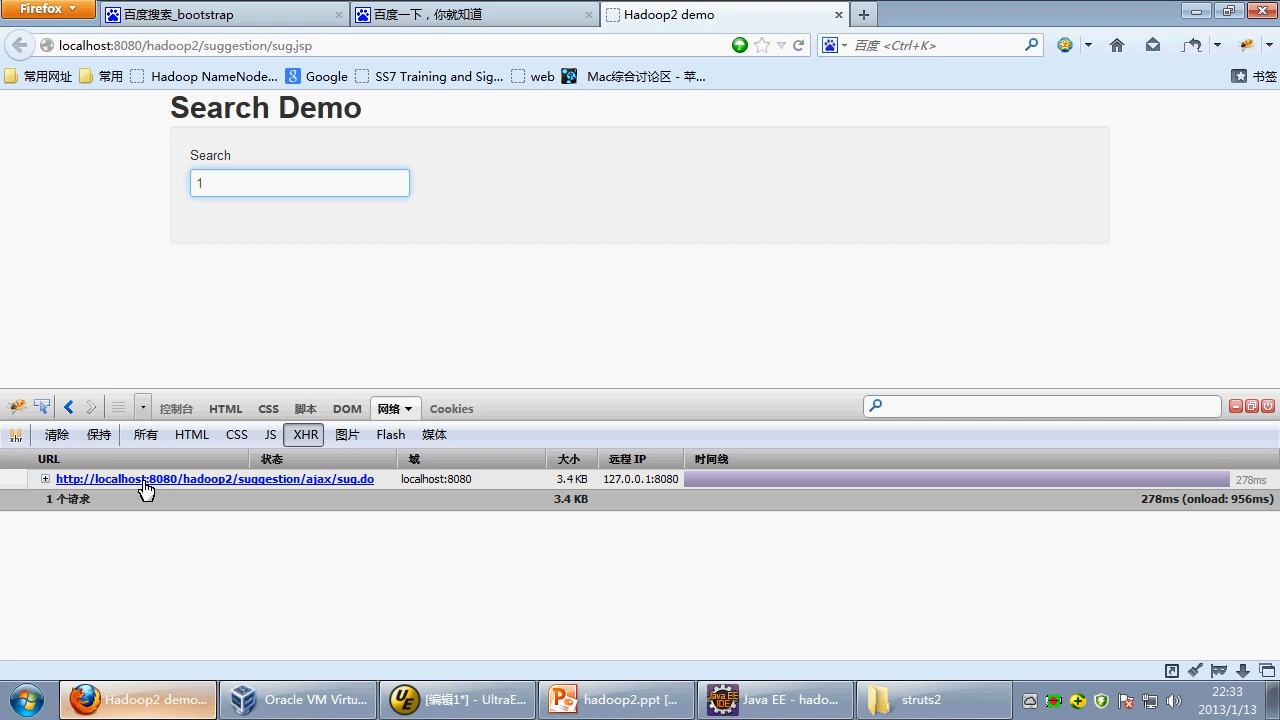 Firefox
百度搜索_bootstrap
百度一下，你就知道
Hadoop2 demo
localhost:8080/hadoop2/suggestion/sug.jsp
百度 <Ctrl+K>
常用网址
常用
Hadoop NameNode...
Google
SS7 Training and Sig...
web
Mac综合讨论区 - 苹...
书签
Search Demo
Search
1
控制台
HTML
CSS
脚本
DOM
网络
Cookies
清除
保持
所有
HTML
CSS
JS
XHR
图片
Flash
媒体
URL
状态
域
大小
远程 IP
时间线
http://localhost:8080/hadoop2/suggestion/ajax/sug.do
localhost:8080
3.4 KB
127.0.0.1:8080
278ms
1 个请求
3.4 KB
278ms (onload: 956ms)
Hadoop2 demo...
Oracle VM Virtu...
[编辑1*] - UltraE...
hadoop2.ppt [...
Java EE - hado...
struts2
22:33
2013/1/13